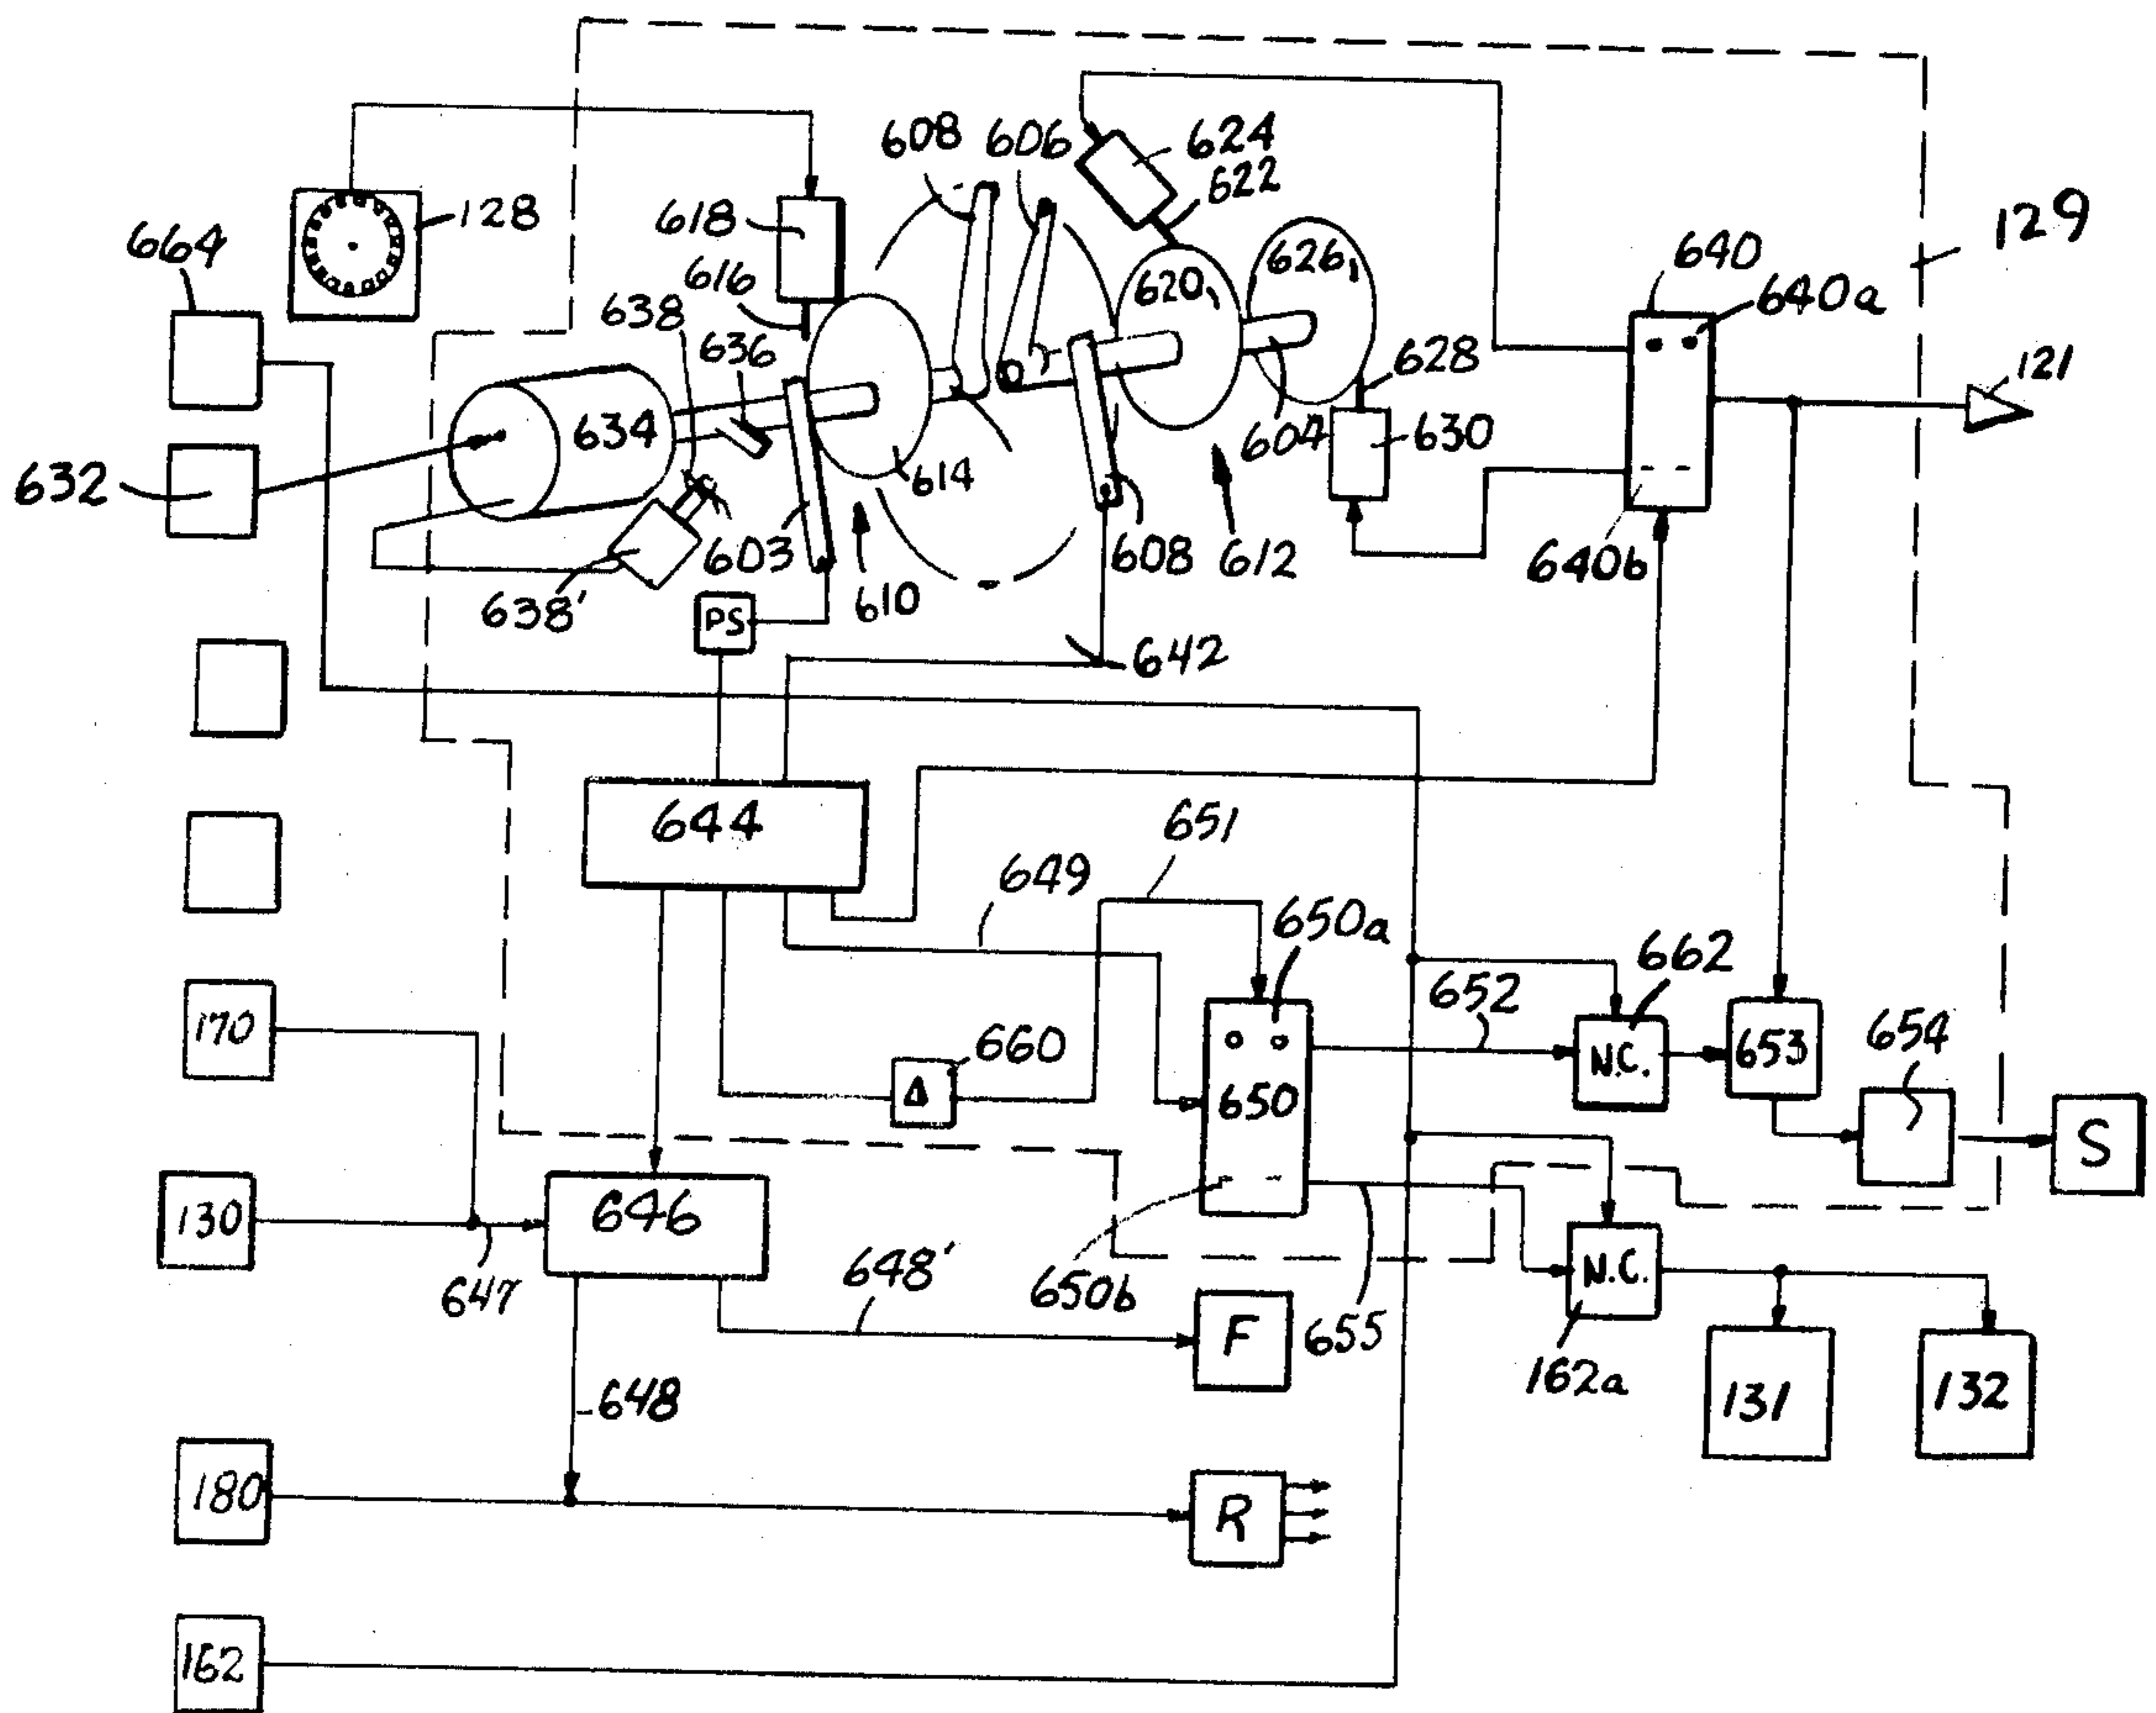 608 606 624
622
664 128 618 129
616 620 626 640 640a
638 636 121
634 628
632 614 604 630
603 608 612 640b
638' 610
PS
642
644
651
649 650a
662
170 652 654
660 N.C. 653
Δ 650
S
130 646
647 648' 650b N.C.
F 655
162a
648 131 132
180 R
162